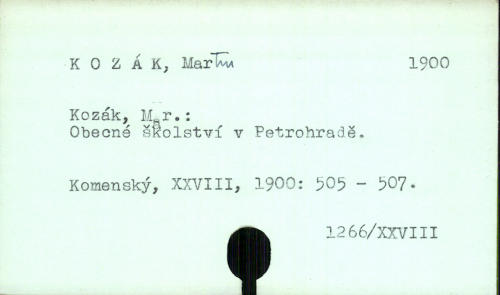 K O Z Á K, Martin 1900
Kozák, Mar.:
Obecné školství v Petrohradě.
Komenský, XXVIII, 1900: 505 - 507.
1266/XXVIII